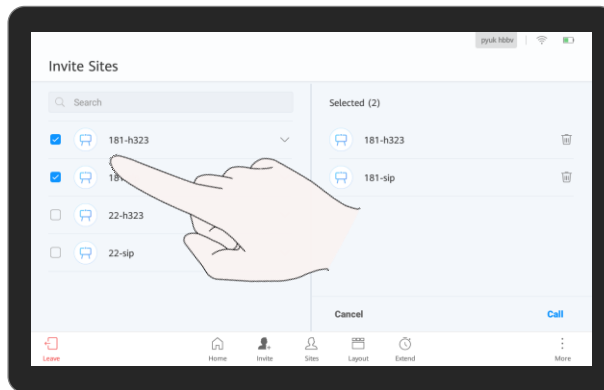 pyuk hbbv
Invite Sites
Search
181-h323
22-h323
22-sip
Selected (2)
181-h323
181-sip
Cancel
Call
Leave
Home
Invite
Sites
Layout
Extend
More